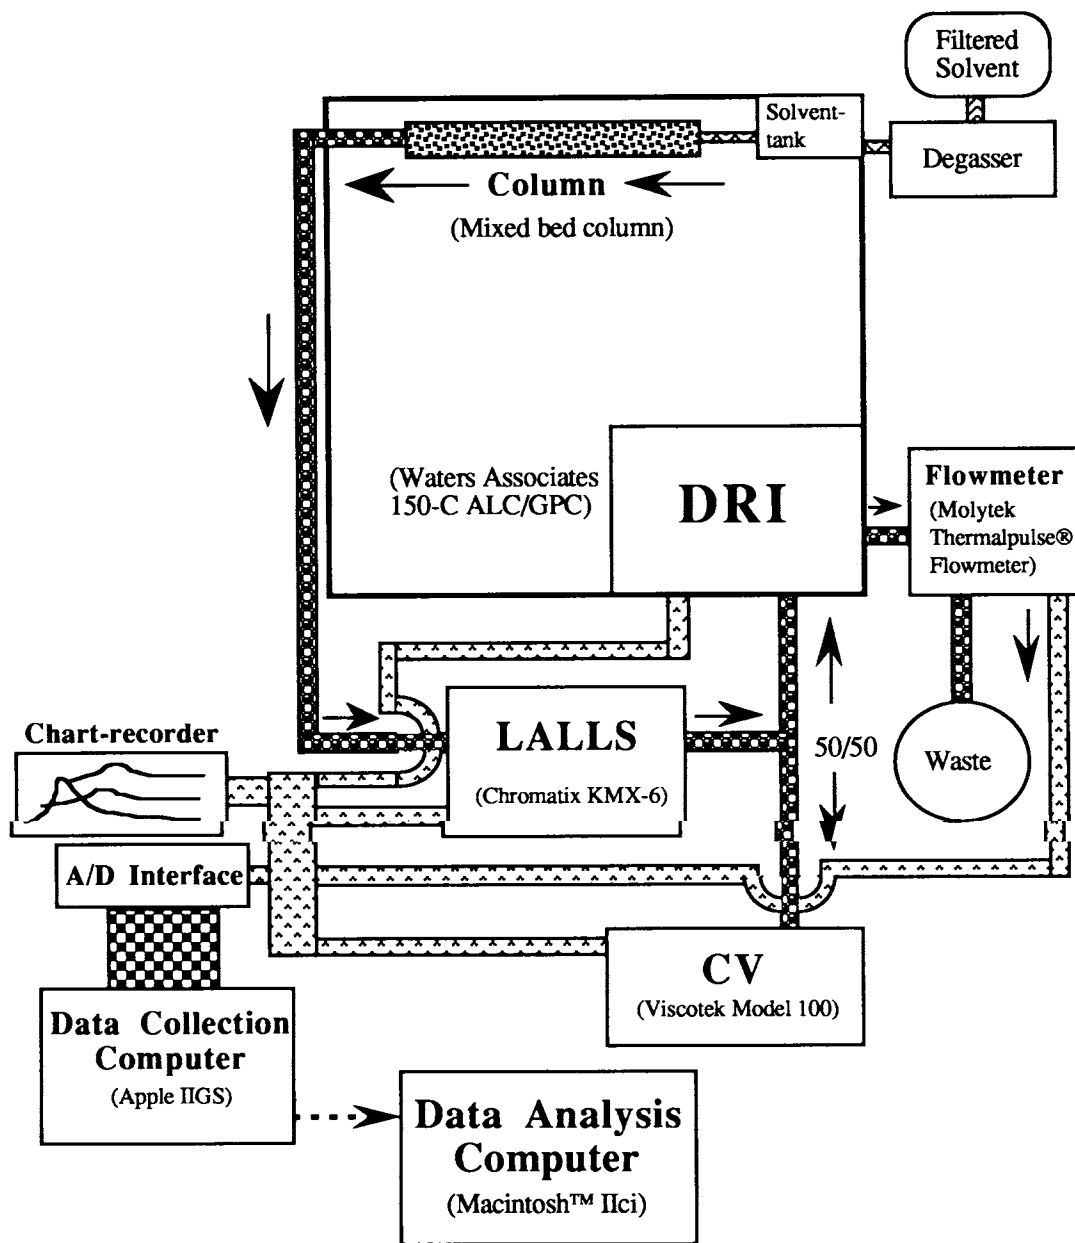 Filtered
Solvent
Solvent-
tank
Degasser
Column
(Mixed bed column)
(Waters Associates
150-C ALC/GPC)
DRI
Flowmeter
(Molytek
Thermalpulse®
Flowmeter)
LALLS
(Chromatix KMX-6)
50/50
Waste
Chart-recorder
A/D Interface
CV
(Viscotek Model 100)
Data Collection
Computer
(Apple IIGS)
Data Analysis
Computer
(Macintosh™ IIci)